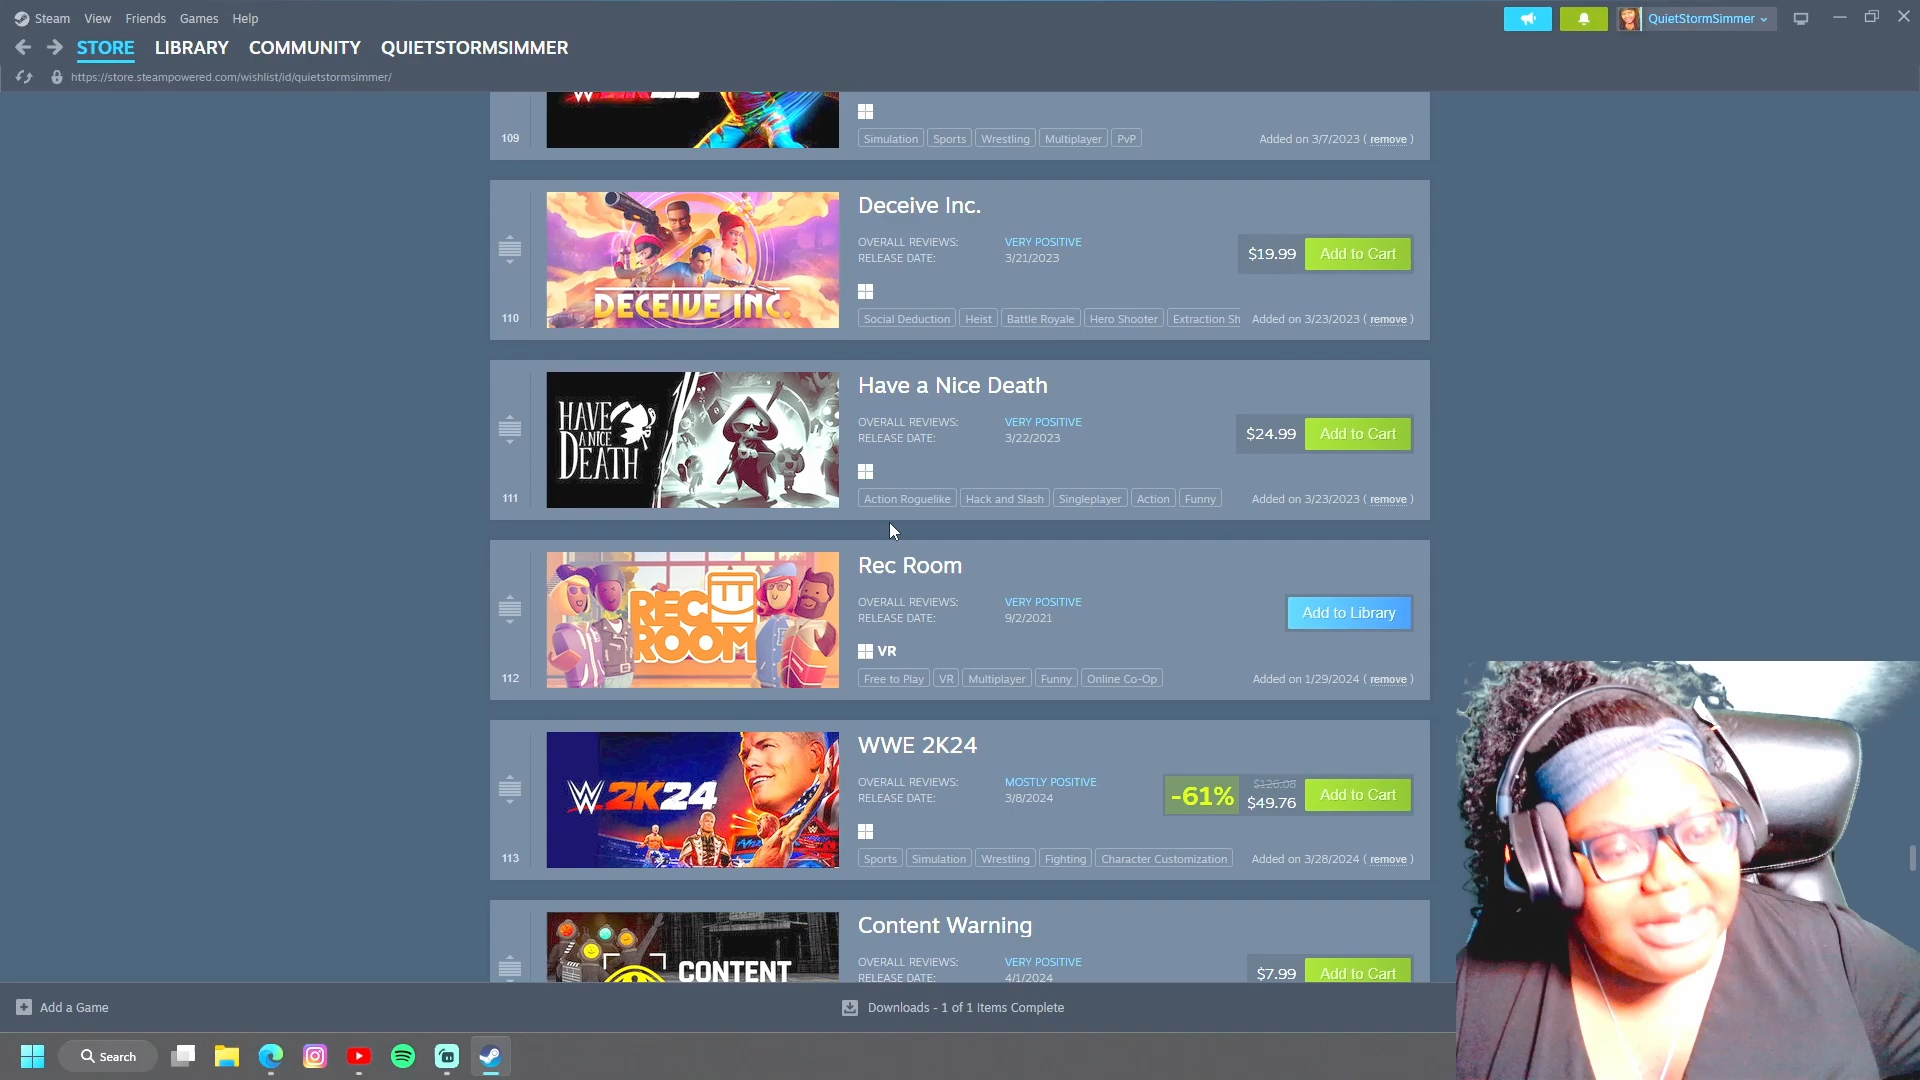 Steam View Friends Games Help
QuietStormSimmer
STORE LIBRARY COMMUNITY QUIETSTORMSIMMER
https://store.steampowered.com/wishlist/id/quietstormsimmer/
109
Simulation Sports Wrestling Multiplayer PvP
Added on 3/7/2023 ( remove )
DECEIVE INC.
110
Deceive Inc.
OVERALL REVIEWS: VERY POSITIVE
RELEASE DATE: 3/21/2023
$19.99 Add to Cart
Social Deduction Heist Battle Royale Hero Shooter Extraction Sh
Added on 3/23/2023 ( remove )
HAVE
A NICE
DEATH
111
Have a Nice Death
OVERALL REVIEWS: VERY POSITIVE
RELEASE DATE: 3/22/2023
$24.99 Add to Cart
Action Roguelike Hack and Slash Singleplayer Action Funny
Added on 3/23/2023 ( remove )
REC
ROOM
112
Rec Room
OVERALL REVIEWS: VERY POSITIVE
RELEASE DATE: 9/2/2021
Add to Library
VR
Free to Play VR Multiplayer Funny Online Co-Op
Added on 1/29/2024 ( remove )
W 2K24
113
WWE 2K24
OVERALL REVIEWS: MOSTLY POSITIVE
RELEASE DATE: 3/8/2024
-61% $126.08 $49.76 Add to Cart
Sports Simulation Wrestling Fighting Character Customization
Added on 3/28/2024 ( remove )
CONTENT
Content Warning
OVERALL REVIEWS: VERY POSITIVE
RELEASE DATE: 4/1/2024
$7.99 Add to Cart
Add a Game
Downloads - 1 of 1 Items Complete
Search